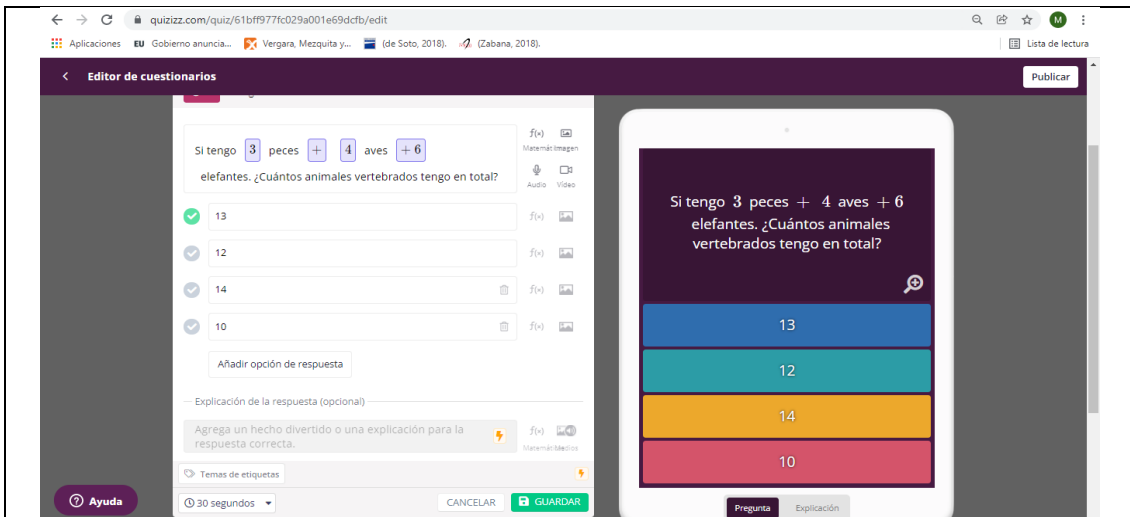 quizizz.com/quiz/61bff977fc029a001e69dcfb/edit
M
Aplicaciones EU Gobierno anuncia... Vergara, Mezquita y... (de Soto, 2018). (Zabana, 2018). Lista de lectura
Editor de cuestionarios Publicar
Si tengo 3 peces + 4 aves + 6
elefantes. ¿Cuántos animales vertebrados tengo en total?
f(×) Matemát Imagen
Audio Vídeo
13 f(×)
12 f(×)
14 f(×)
10 f(×)
Añadir opción de respuesta
Explicación de la respuesta (opcional)
Agrega un hecho divertido o una explicación para la
respuesta correcta.
f(×) Matemát Medios
Temas de etiquetas
Ayuda
30 segundos CANCELAR GUARDAR
Si tengo 3 peces + 4 aves + 6
elefantes. ¿Cuántos animales
vertebrados tengo en total?
13
12
14
10
Pregunta Explicación